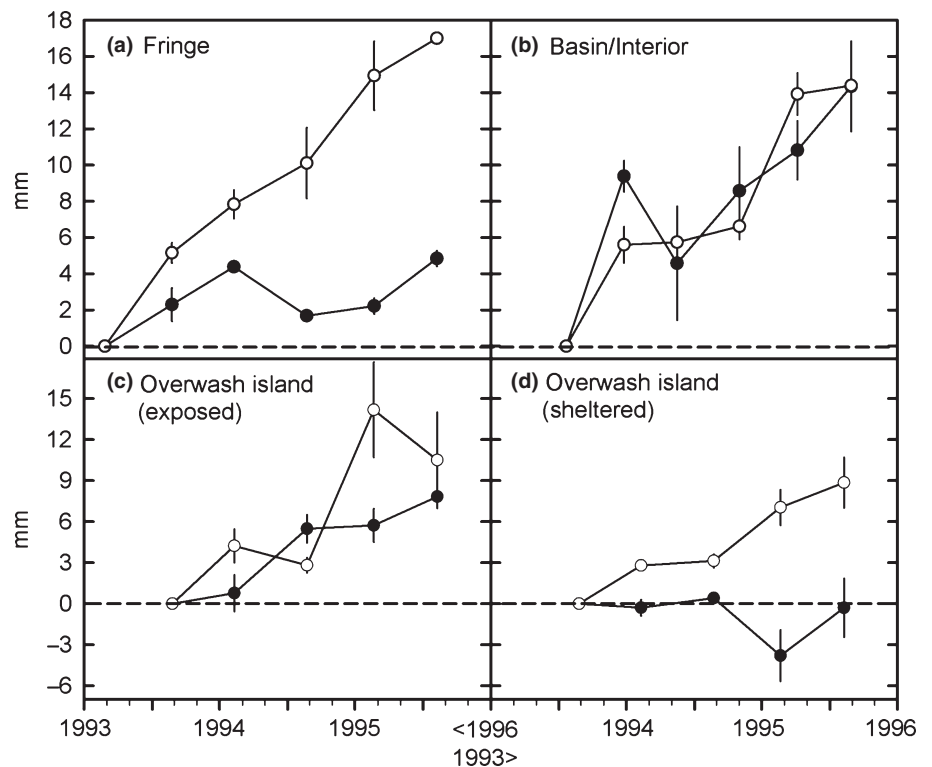 18
16
14
12
10
8
6
4
2
0
mm
(a) Fringe
(b) Basin/Interior
15
12
9
6
3
0
–3
–6
mm
(c) Overwash island
(exposed)
(d) Overwash island
(sheltered)
1993 1994 1995 <1996 1994 1995 1996
1993>